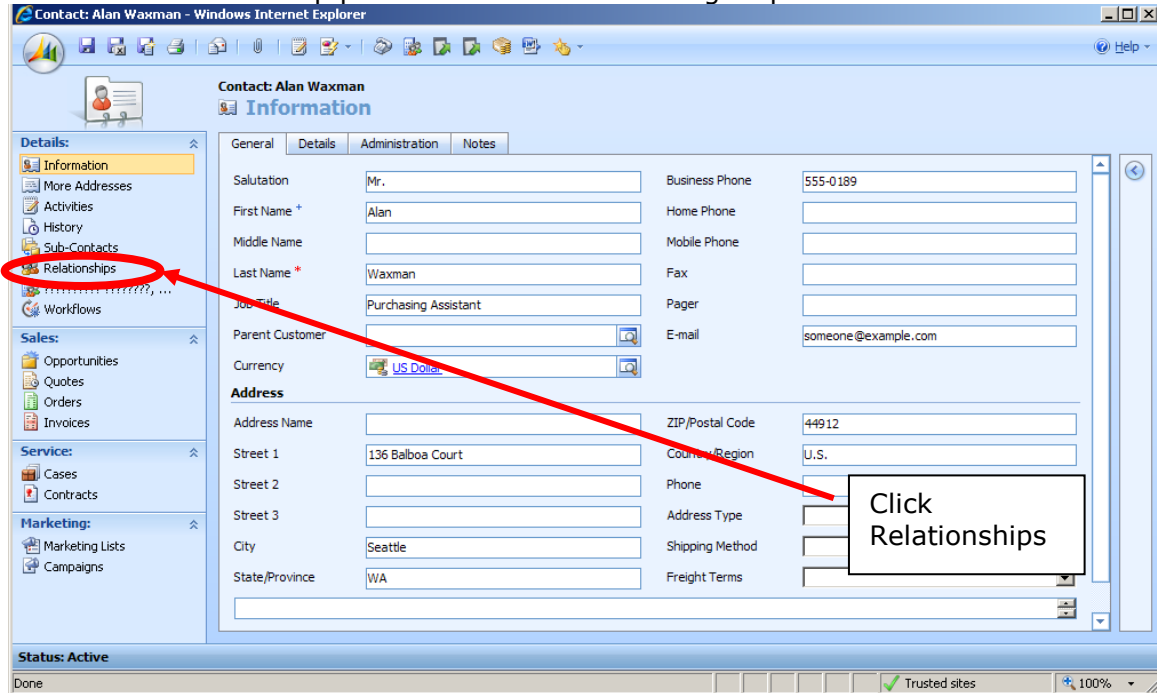 Contact: Alan Waxman - Windows Internet Explorer
Help
Contact: Alan Waxman
Information
Details:
Information
More Addresses
Activities
History
Sub-Contacts
Relationships
?????????? ????????, ...
Workflows
Sales:
Opportunities
Quotes
Orders
Invoices
Service:
Cases
Contracts
Marketing:
Marketing Lists
Campaigns
General Details Administration Notes
Salutation Mr. Business Phone 555-0189
First Name + Alan Home Phone
Middle Name Mobile Phone
Last Name * Waxman Fax
Job Title Purchasing Assistant Pager
Parent Customer E-mail someone@example.com
Currency US Dollar
Address
Address Name ZIP/Postal Code 44912
Street 1 136 Balboa Court Country/Region U.S.
Street 2 Phone
Street 3 Address Type
City Seattle Shipping Method
State/Province WA Freight Terms
Click
Relationships
Status: Active
Done Trusted sites 100%